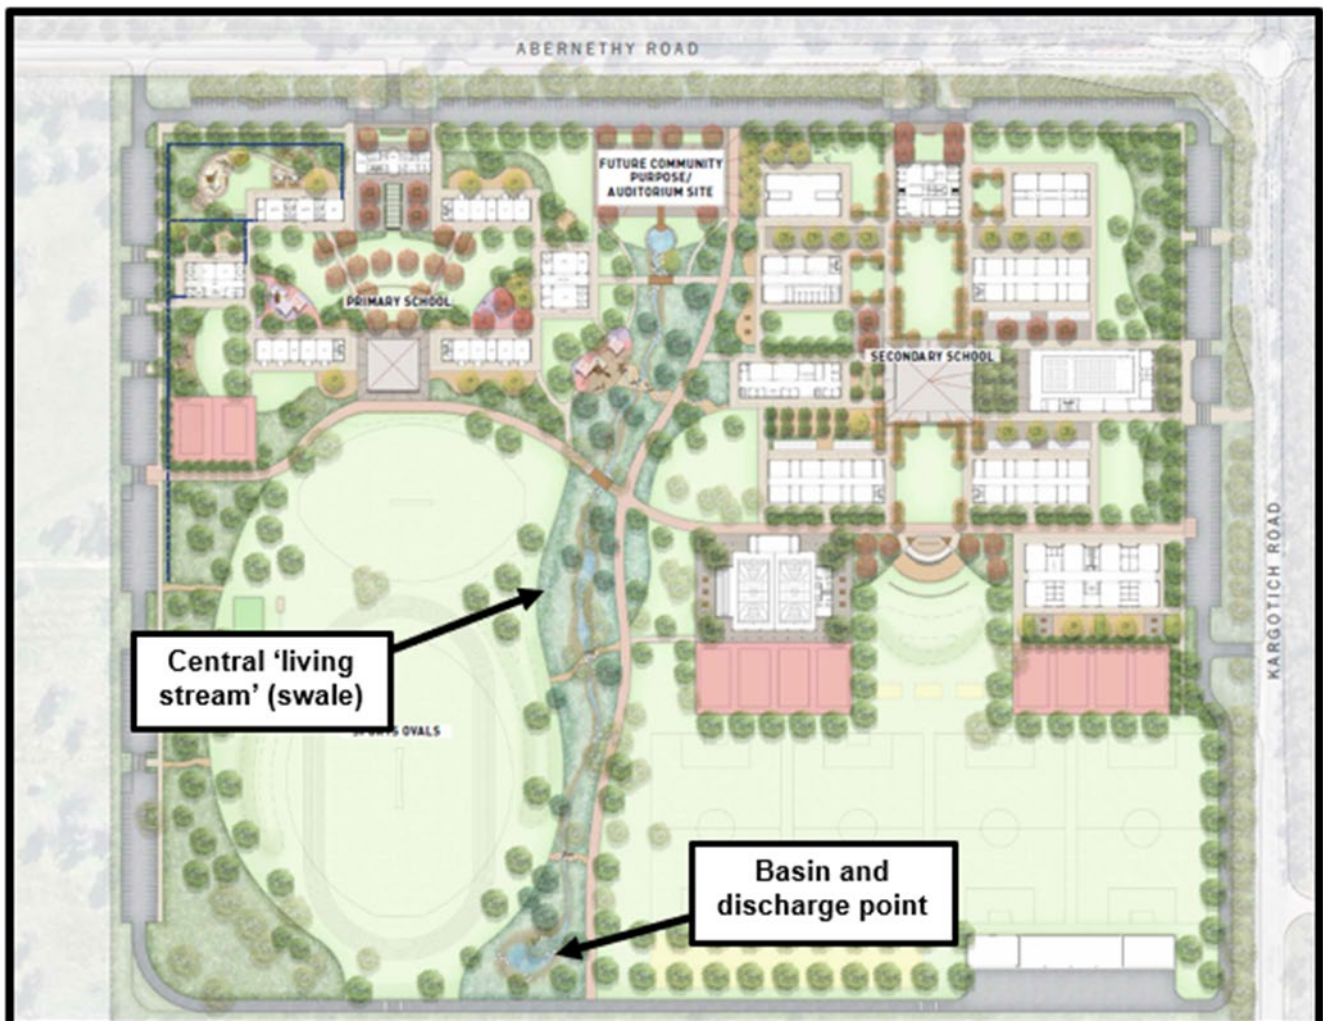 ABERNETHY ROAD
FUTURE COMMUNITY
PURPOSE/
AUDITORIUM SITE
PRIMARY SCHOOL
SECONDARY SCHOOL
KARGOTICH ROAD
Central ‘living
stream’ (swale)
OVALS
Basin and
discharge point